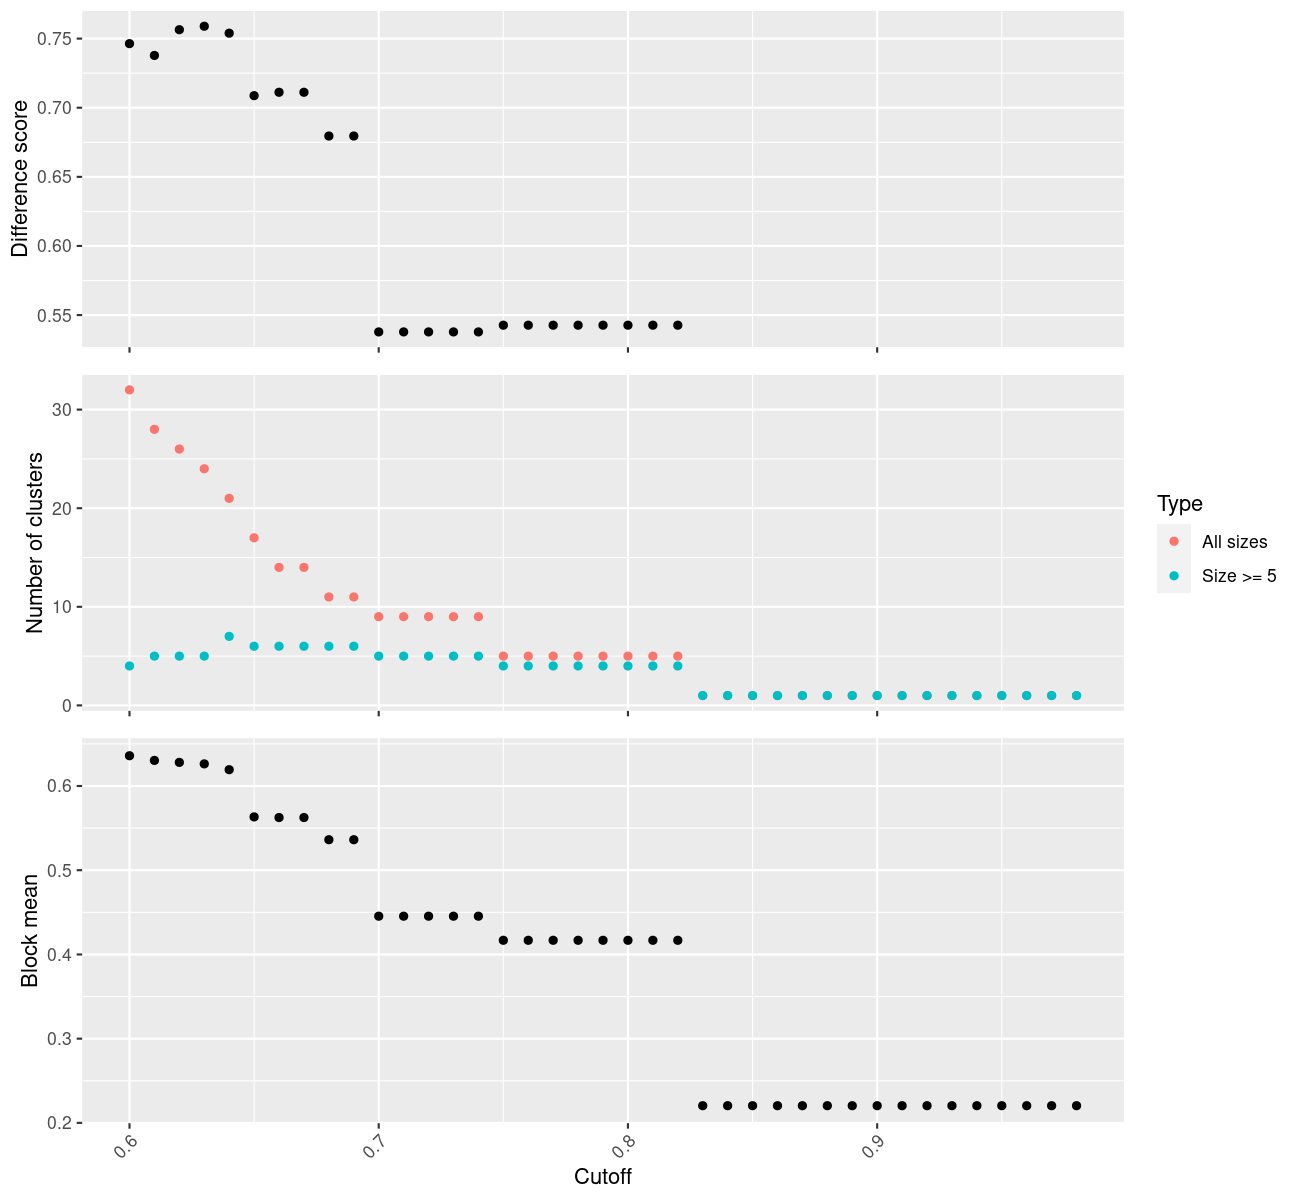 Difference score
0.75
0.70
0.65
0.60
0.55
Number of clusters
30
20
10
0
Type
All sizes
Size >= 5
Block mean
0.6
0.5
0.4
0.3
0.2
0.6 0.7 0.8 0.9
Cutoff